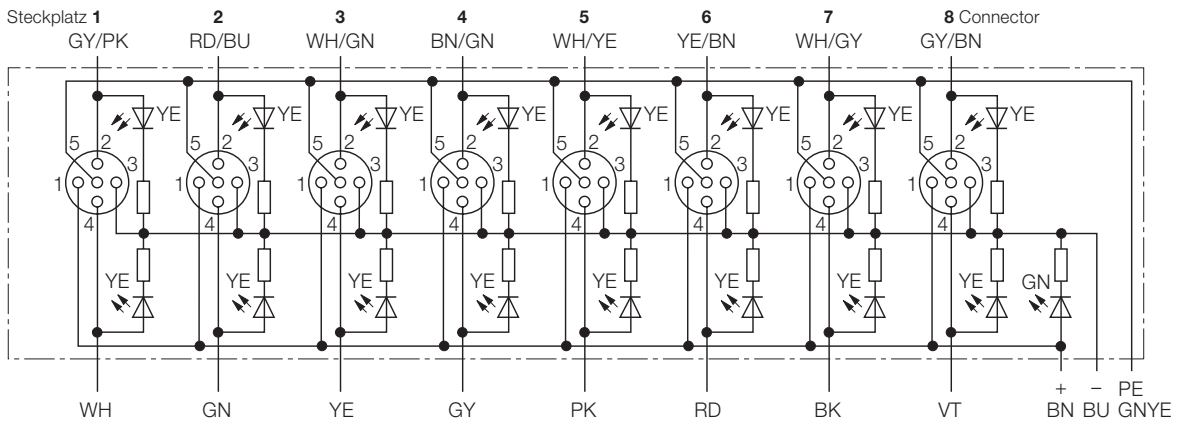 Steckplatz 1 2 3 4 5 6 7 8 Connector
GY/PK RD/BU WH/GN BN/GN WH/YE YE/BN WH/GY GY/BN
YE YE YE YE YE YE YE YE
5 2 5 2 5 2 5 2 5 2 5 2 5 2 5 2
1 3 1 3 1 3 1 3 1 3 1 3 1 3 1 3
4 4 4 4 4 4 4 4
YE YE YE YE YE YE YE YE GN
+ – PE
WH GN YE GY PK RD BK VT BN BU GNYE